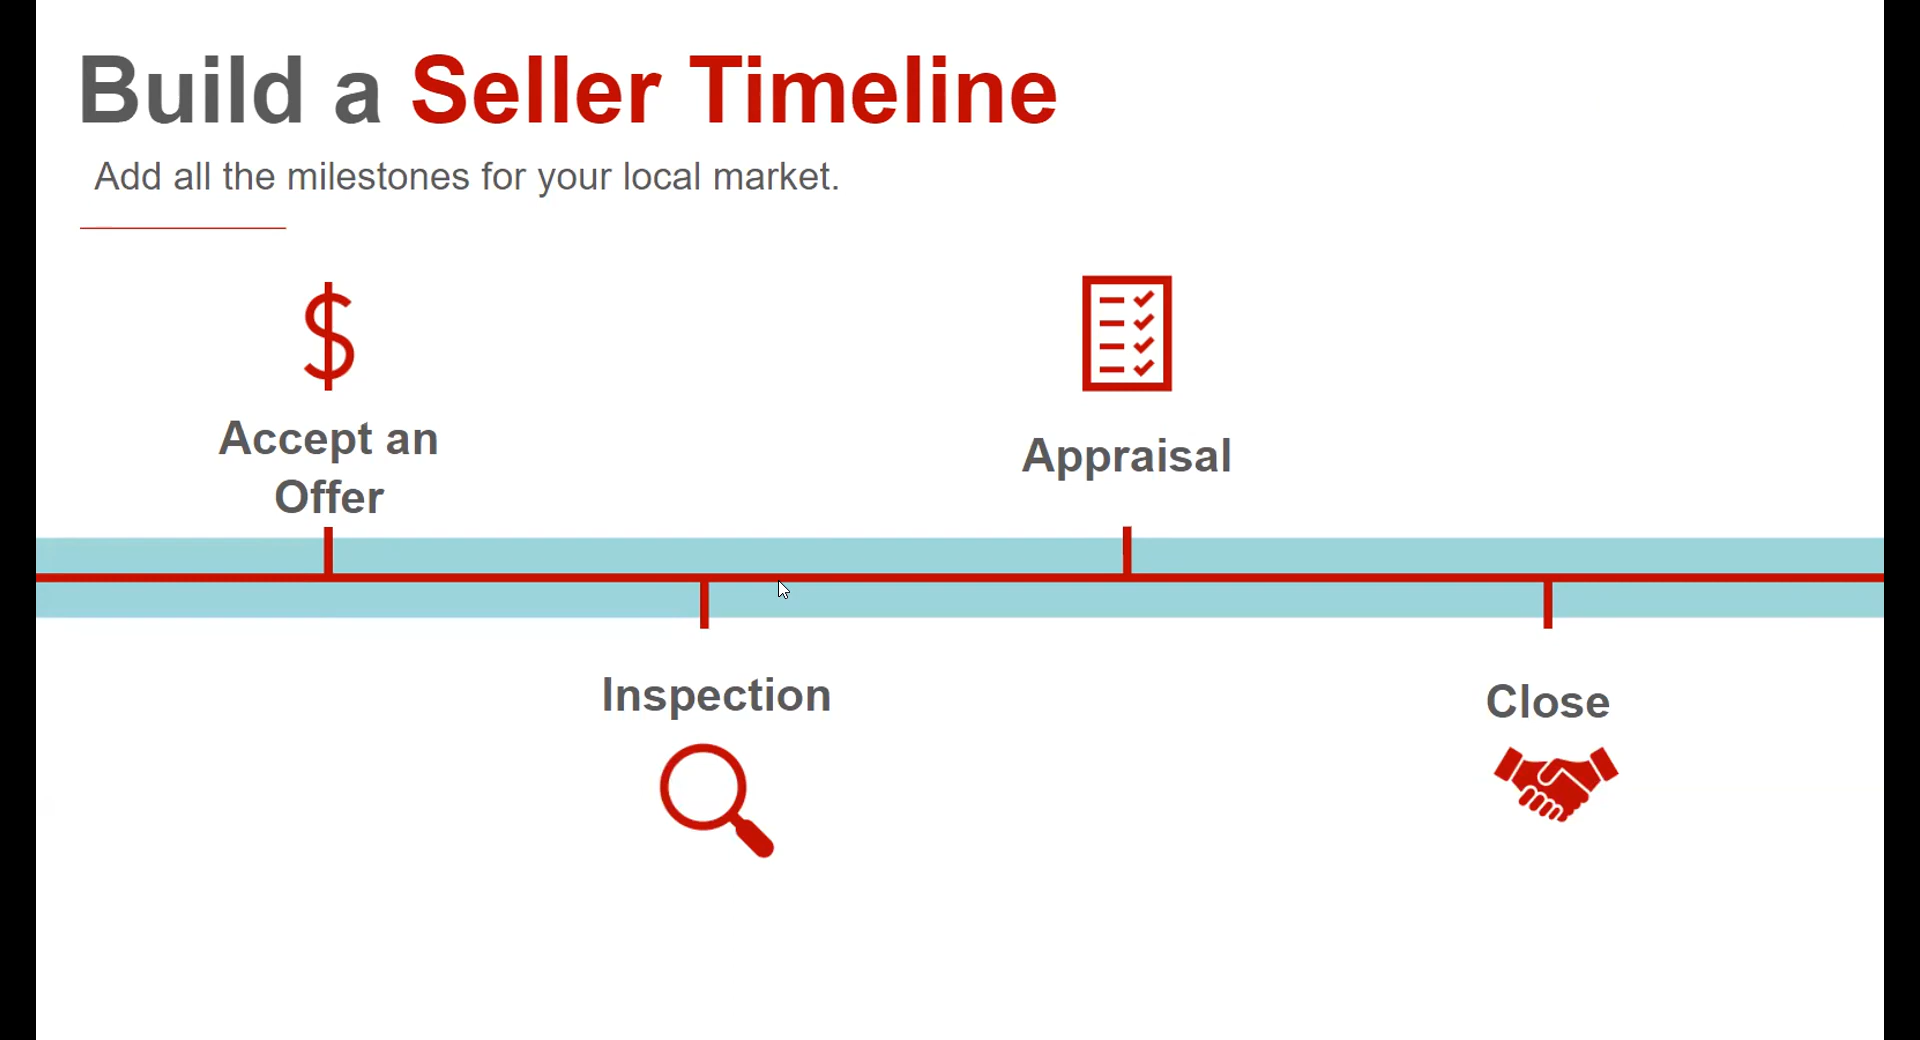 Build a Seller Timeline
Add all the milestones for your local market.
Accept an
Offer
Appraisal
Inspection
Close